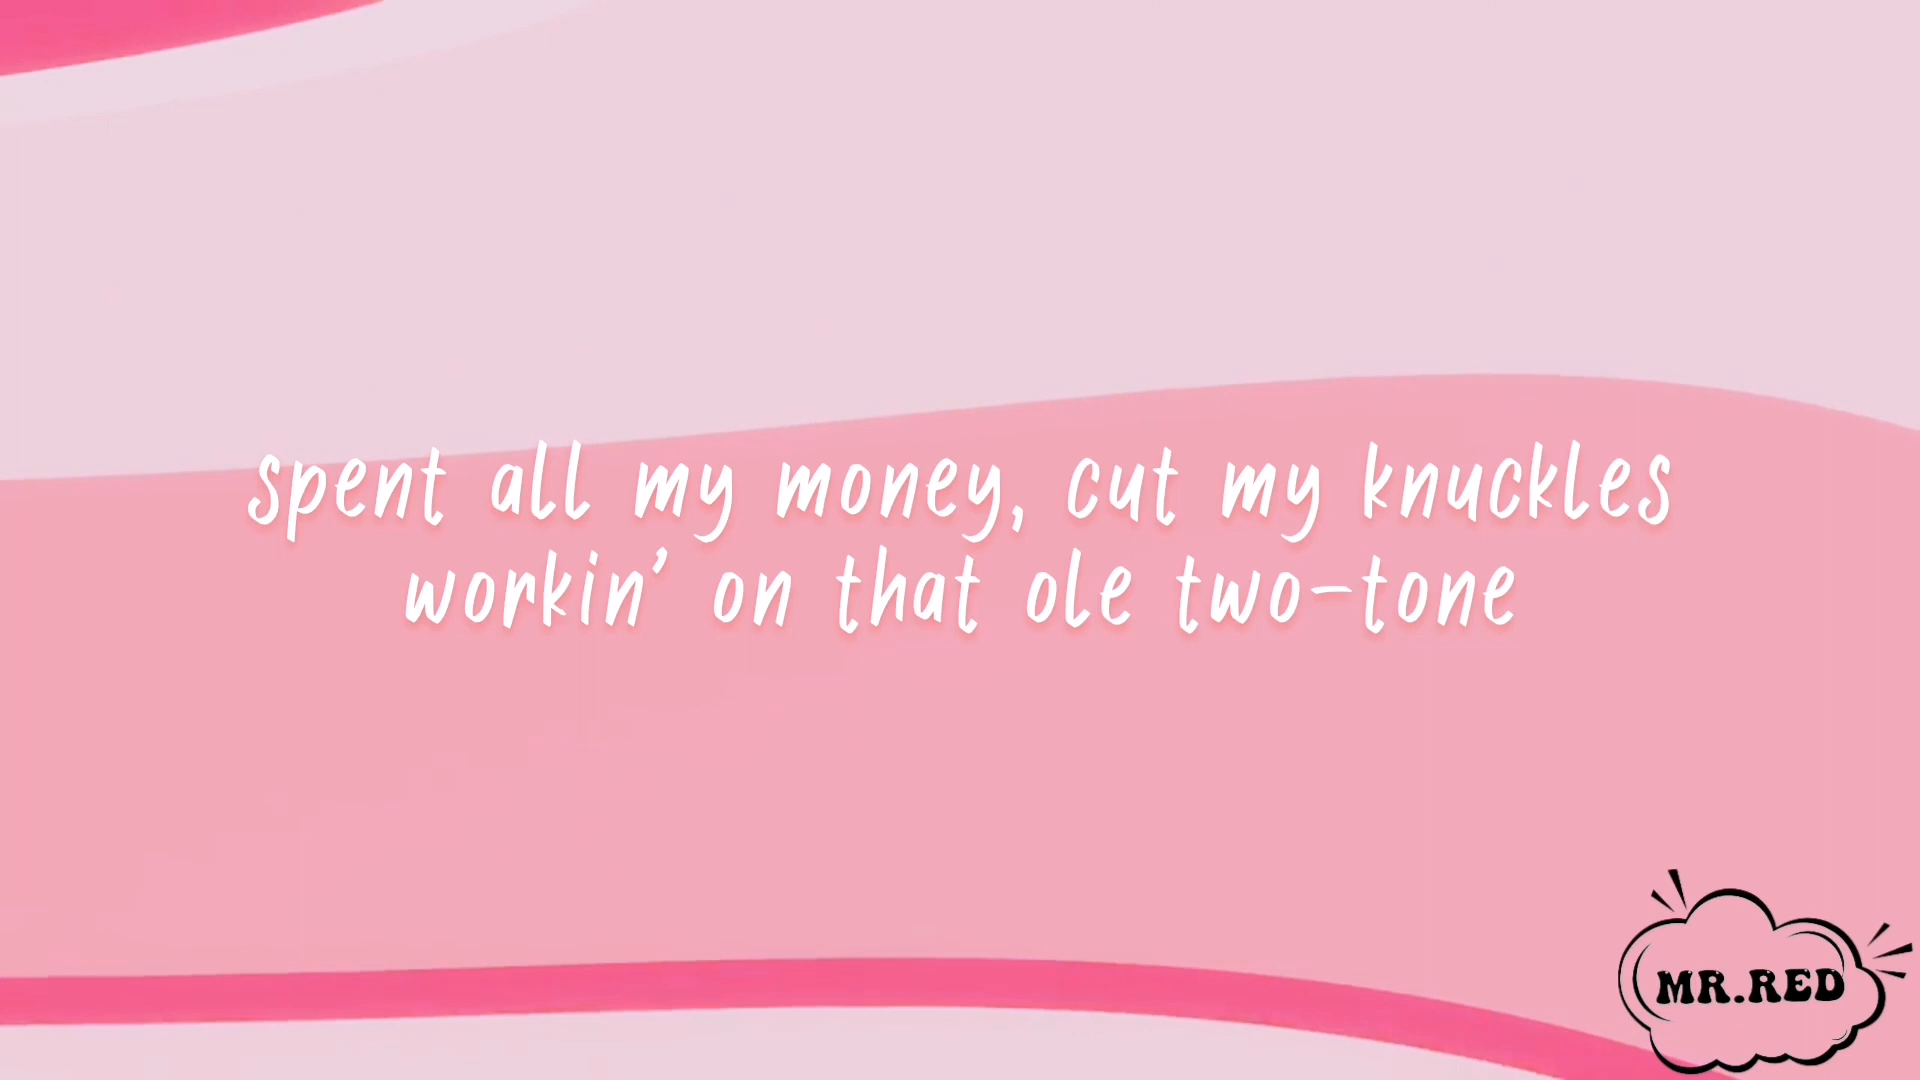 spent all my money, cut my knuckles
workin' on that ole two-tone
MR.RED